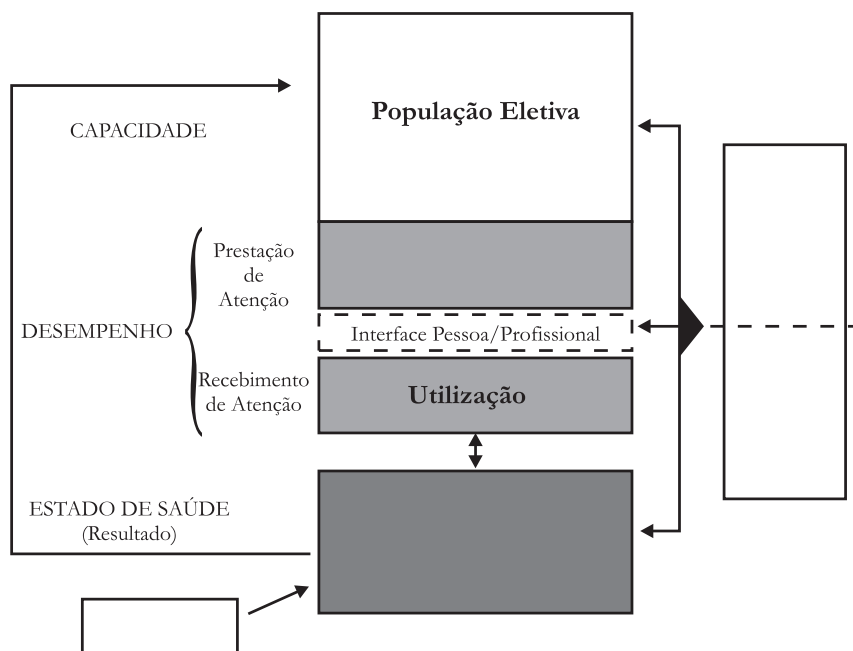 População Eletiva
CAPACIDADE
Prestação
de
Atenção
DESEMPENHO
Interface Pessoa/Profissional
Recebimento
de Atenção
Utilização
ESTADO DE SAÚDE
(Resultado)